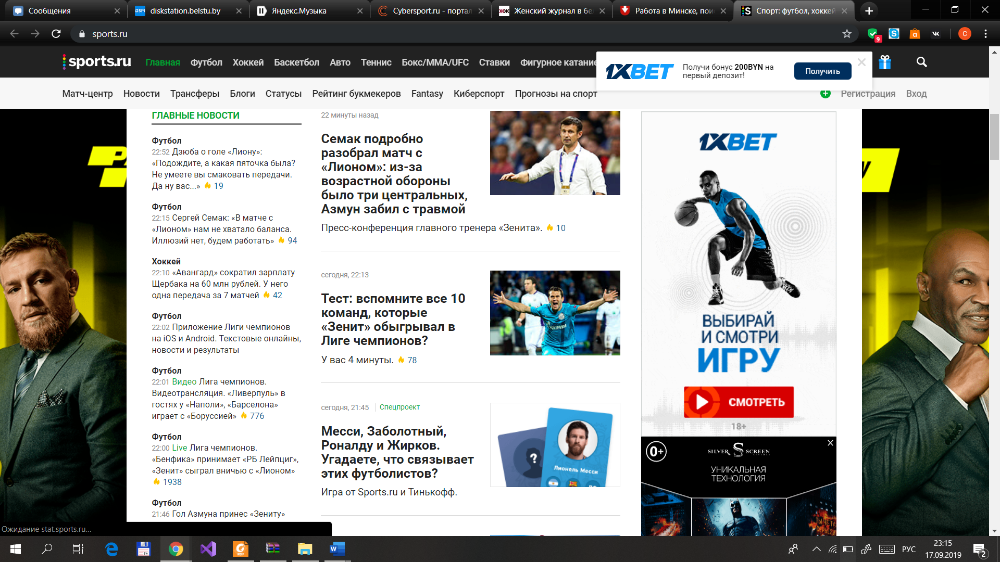 Сообщения
diskstation.belstu.by
Яндекс.Музыка
Cybersport.ru - портал
Женский журнал в бе
Работа в Минске, пои
Спорт: футбол, хоккей
sports.ru
9
C
sports.ru
Главная Футбол Хоккей Баскетбол Авто Теннис Бокс/MMA/UFC Ставки Фигурное катание
1XBET
Получи бонус 200BYN на
первый депозит!
Получить
Матч-центр Новости Трансферы Блоги Статусы Рейтинг букмекеров Fantasy Киберспорт Прогнозы на спорт
Регистрация Вход
ГЛАВНЫЕ НОВОСТИ
Футбол
22:52 Дзюба о голе «Лиону»:
«Подождите, а какая пяточка была?
Не умеете вы смаковать передачи.
Да ну вас...» 19
Футбол
22:15 Сергей Семак: «В матче с
«Лионом» нам не хватало баланса.
Иллюзий нет, будем работать» 94
Хоккей
22:10 «Авангард» сократил зарплату
Щербака на 60 млн рублей. У него
одна передача за 7 матчей 42
Футбол
22:02 Приложение Лиги чемпионов
на iOS и Android. Текстовые онлайны,
новости и результаты
Футбол
22:01 Видео Лига чемпионов.
Видеотрансляция. «Ливерпуль» в
гостях у «Наполи», «Барселона»
играет с «Боруссией» 776
Футбол
22:00 Live Лига чемпионов.
«Бенфика» принимает «РБ Лейпциг»,
«Зенит» сыграл вничью с «Лионом»
1938
Футбол
21:46 Гол Азмуна принес «Зениту»
22 минуты назад
Семак подробно
разобрал матч с
«Лионом»: из-за
возрастной обороны
было три центральных,
Азмун забил с травмой
Пресс-конференция главного тренера «Зенита». 10
сегодня, 22:13
Тест: вспомните все 10
команд, которые
«Зенит» обыгрывал в
Лиге чемпионов?
У вас 4 минуты. 78
сегодня, 21:45 Спецпроект
Месси, Заболотный,
Роналду и Жирков.
Угадаете, что связывает
этих футболистов?
Игра от Sports.ru и Тинькофф.
?
Лионель Месси
1XBET
ВЫБИРАЙ
И СМОТРИ
ИГРУ
СМОТРЕТЬ
18+
0+
SILVER SCREEN
УНИКАЛЬНАЯ
ТЕХНОЛОГИЯ
Ожидание stat.sports.ru...
РУС
23:15
17.09.2019
2